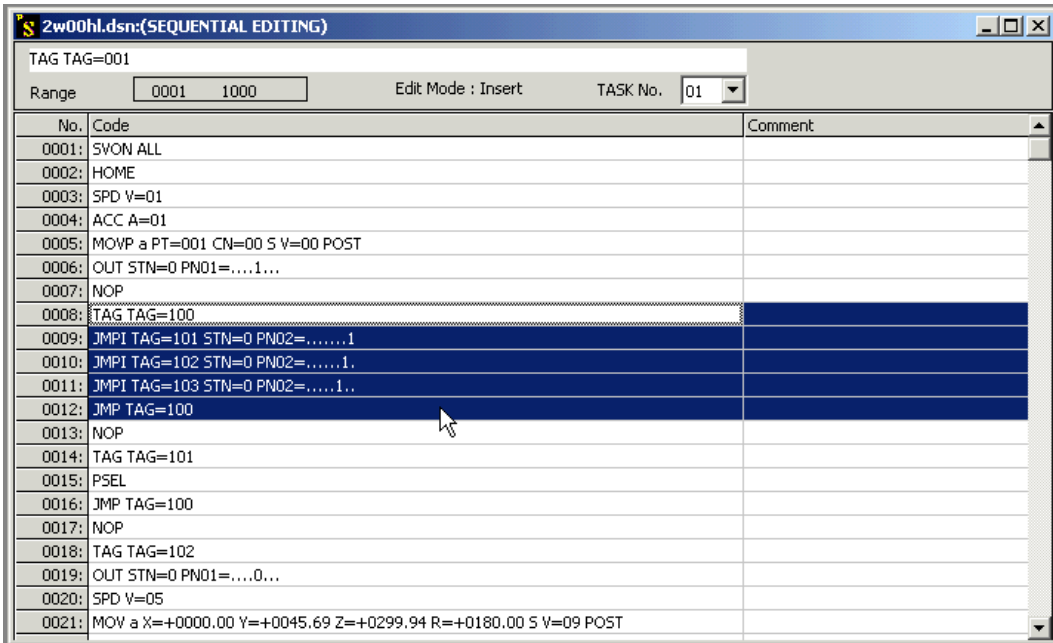 2w00hl.dsn:(SEQUENTIAL EDITING)
TAG TAG=001
Range 0001 1000 Edit Mode : Insert TASK No. 01
No. Code Comment
0001: SVON ALL
0002: HOME
0003: SPD V=01
0004: ACC A=01
0005: MOVP a PT=001 CN=00 S V=00 POST
0006: OUT STN=0 PN01=....1...
0007: NOP
0008: TAG TAG=100
0009: JMPI TAG=101 STN=0 PN02=.......1
0010: JMPI TAG=102 STN=0 PN02=......1.
0011: JMPI TAG=103 STN=0 PN02=.....1..
0012: JMP TAG=100
0013: NOP
0014: TAG TAG=101
0015: PSEL
0016: JMP TAG=100
0017: NOP
0018: TAG TAG=102
0019: OUT STN=0 PN01=....0...
0020: SPD V=05
0021: MOV a X=+0000.00 Y=+0045.69 Z=+0299.94 R=+0180.00 S V=09 POST